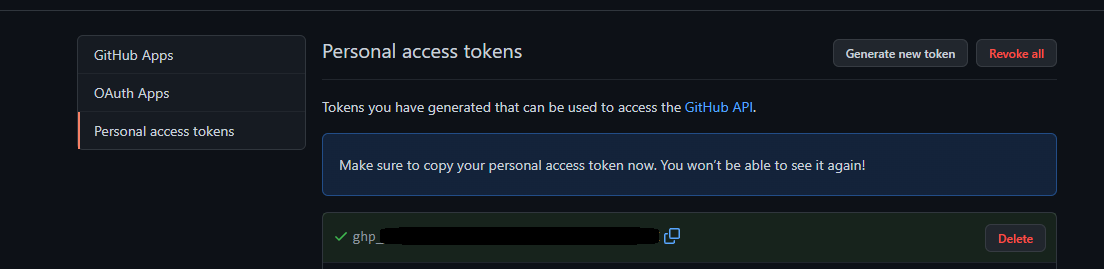 GitHub Apps
OAuth Apps
Personal access tokens
Personal access tokens
Generate new token
Revoke all
Tokens you have generated that can be used to access the GitHub API.
Make sure to copy your personal access token now. You won’t be able to see it again!
ghp_
Delete